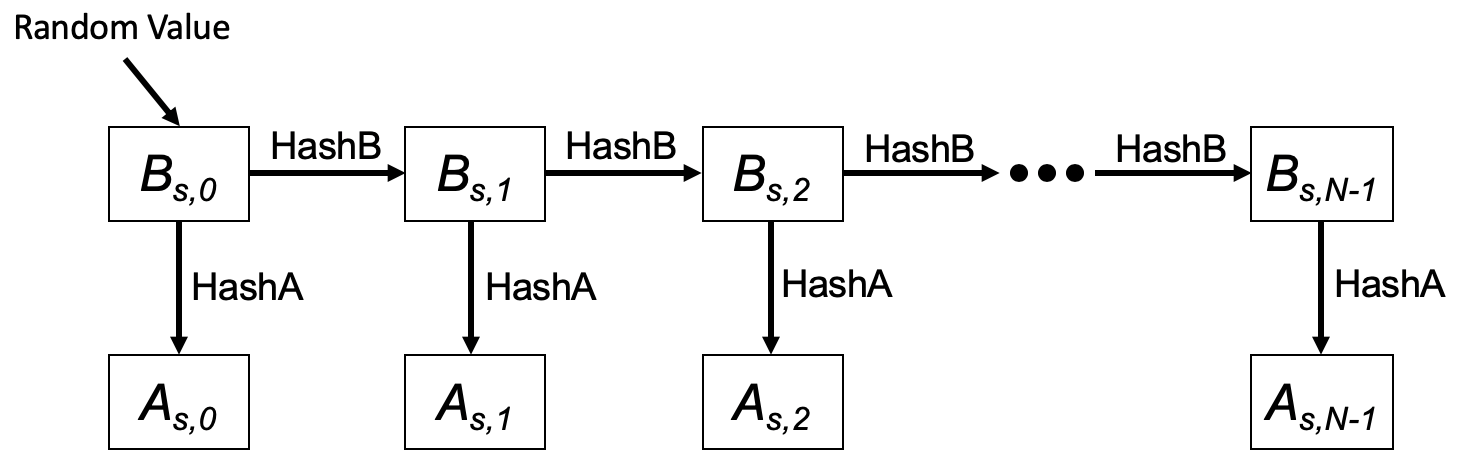 Random Value
HashB HashB HashB HashB
B_{s,0} B_{s,1} B_{s,2} ••• B_{s,N-1}
HashA HashA HashA HashA
A_{s,0} A_{s,1} A_{s,2} A_{s,N-1}